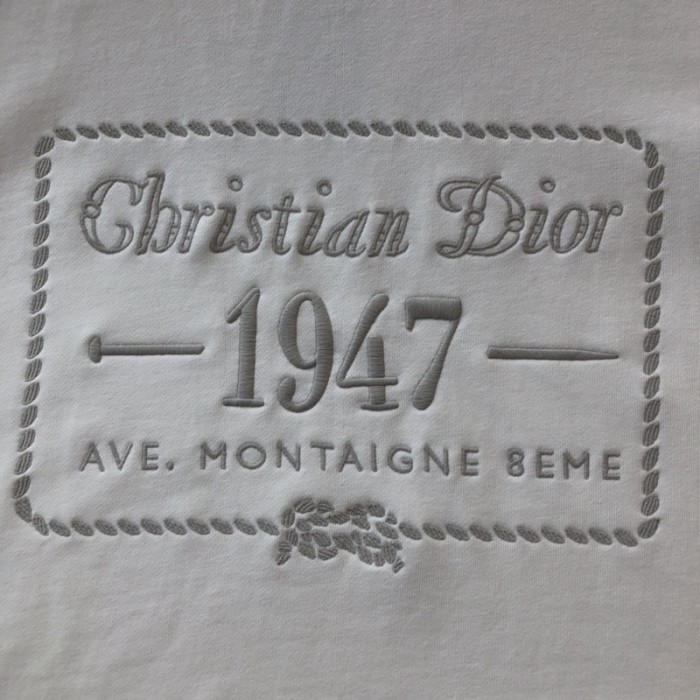 Christian Dior
1947
AVE. MONTAIGNE 8EME